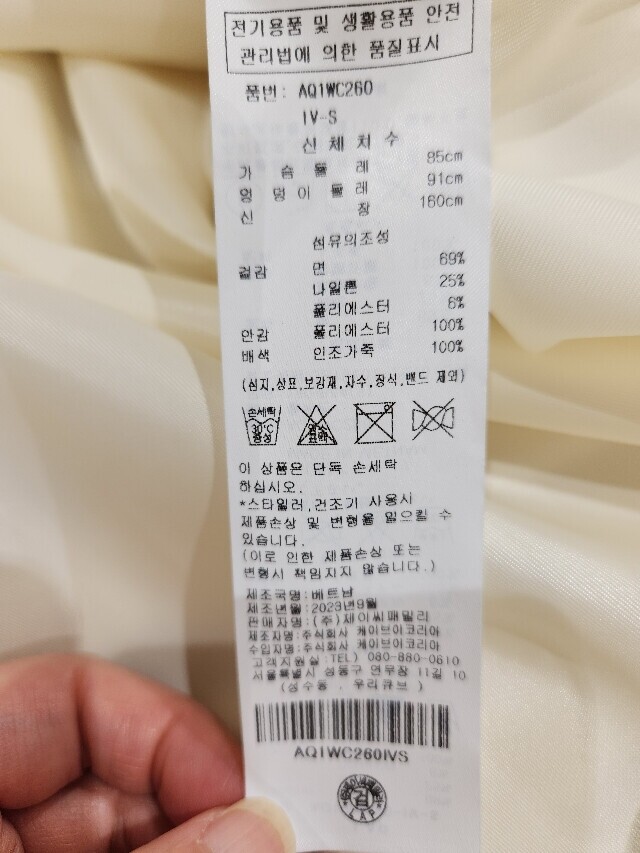 전기용품 및 생활용품 안전
관리법에 의한 품질표시
품번: AQ1WC260
IV-S
신체치수
가슴둘레 85cm
엉덩이둘레 91cm
신장 160cm
섬유의조성
겉감 면 69%
나일론 25%
폴리에스터 6%
안감 폴리에스터 100%
배색 인조가죽 100%
(심지,상표,보강재,자수,장식,밴드 제외)
손세탁
30℃
중성
염소
표백
이 상품은 단독 손세탁
하십시오.
*스타일러,건조기 사용시
제품손상 및 변형을 일으킬 수
있습니다.
(이로 인한 제품손상 또는
변형시 책임지지 않습니다.)
제조국명:베트남
제조년월:2023년9월
판매자명:(주)제이씨패밀리
제조자명:주식회사 케이브이코리아
수입자명:주식회사 케이브이코리아
고객지원실:TEL) 080-880-0610
서울특별시 성동구 연무장 11길 10
(성수동 , 우리큐브 )
AQ1WC260IVS